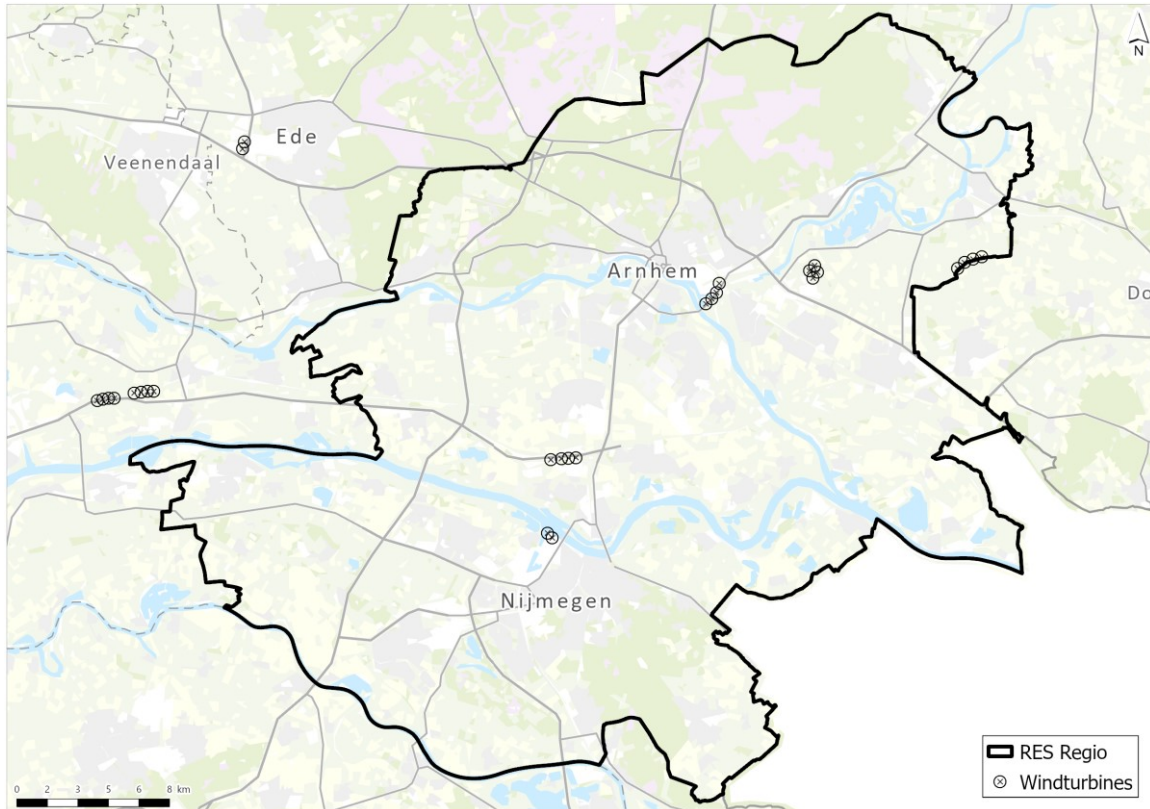 N
Ede
Veenendaal
Arnhem
Do
Nijmegen
RES Regio
Windturbines
0 2 3 5 6 8 km